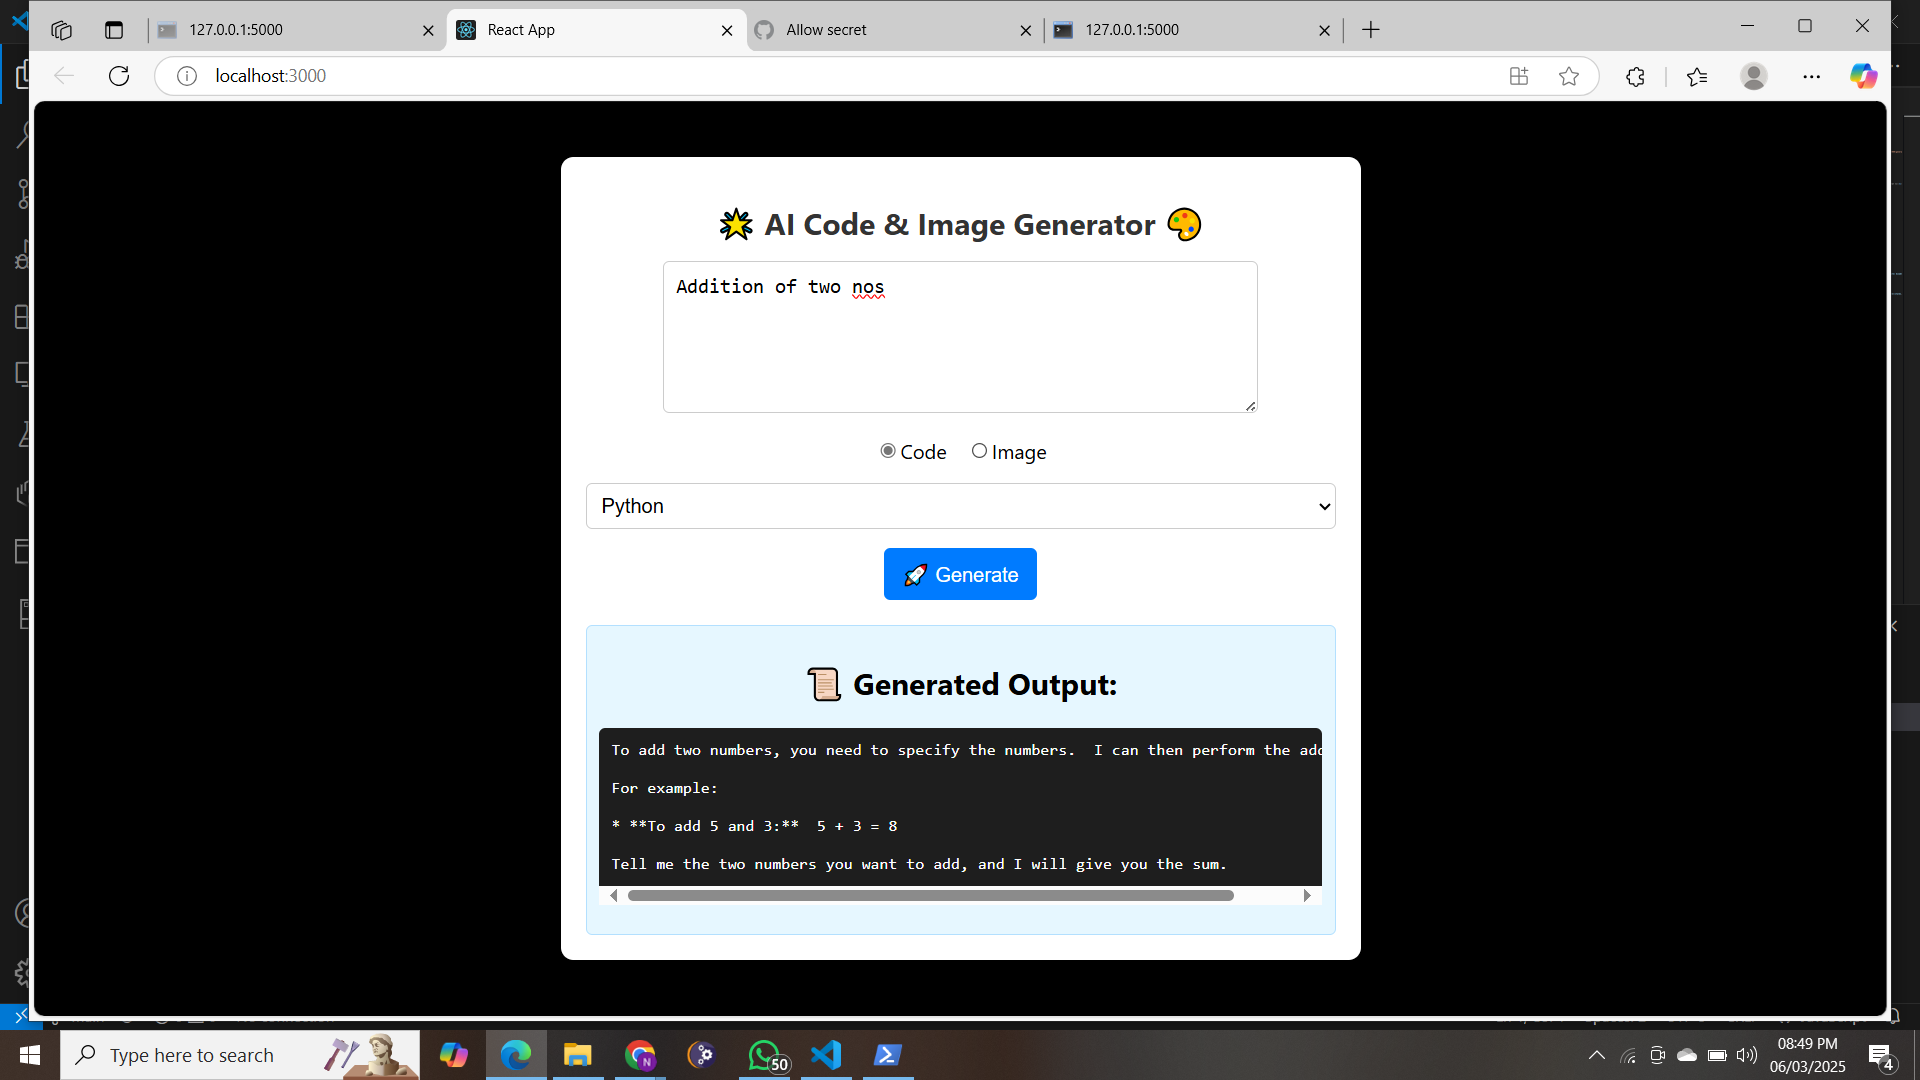 127.0.0.1:5000
React App
Allow secret
127.0.0.1:5000
localhost:3000
AI Code & Image Generator
Addition of two nos
Code
Image
Python
Generate
Generated Output:
To add two numbers, you need to specify the numbers.  I can then perform the add
For example:
* **To add 5 and 3:**  5 + 3 = 8
Tell me the two numbers you want to add, and I will give you the sum.
Type here to search
N
50
08:49 PM
06/03/2025
4